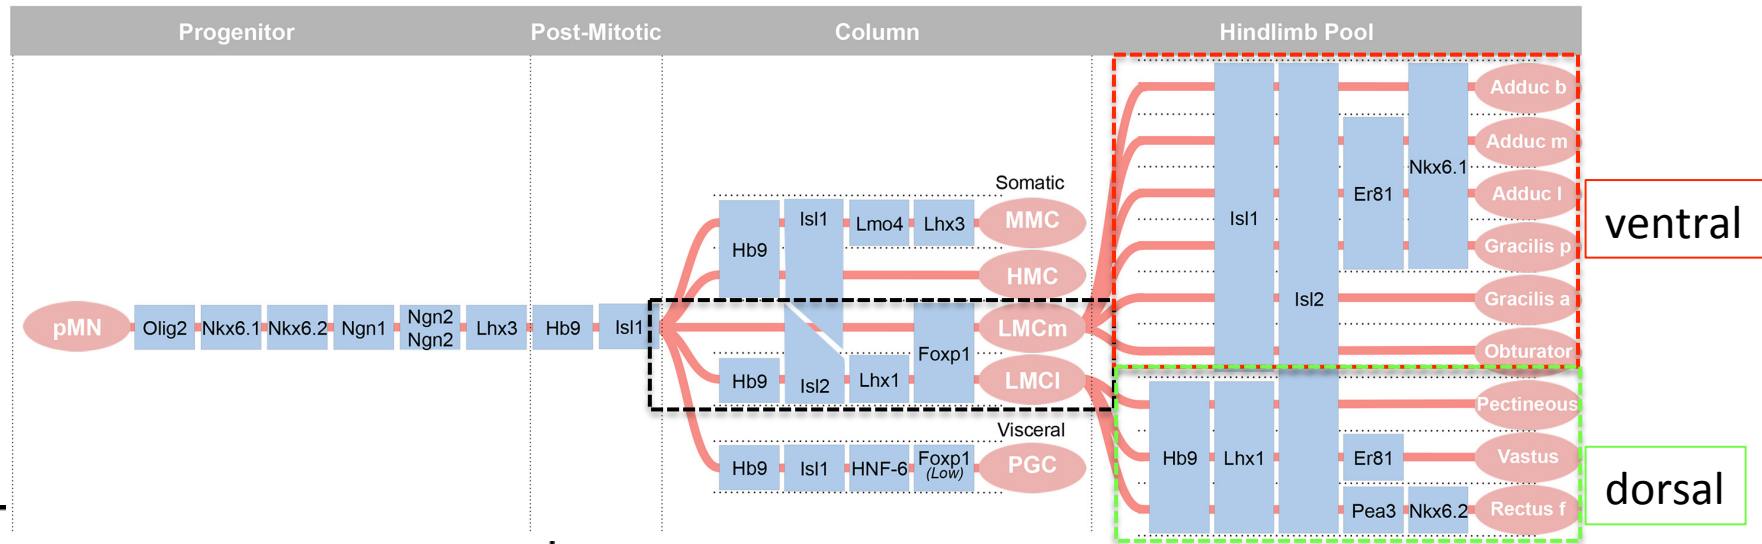 Progenitor
Post-Mitotic
Column
Hindlimb Pool
pMN
Olig2
Nkx6.1
Nkx6.2
Ngn1
Ngn2
Ngn2
Lhx3
Hb9
Isl1
Somatic
Hb9
Isl1
Lmo4
Lhx3
MMC
HMC
LMCm
Foxp1
Hb9
Isl2
Lhx1
LMCl
Visceral
Hb9
Isl1
HNF-6
Foxp1
(Low)
PGC
Isl1
Isl2
Er81
Nkx6.1
Adduc b
Adduc m
Adduc l
Gracilis p
Gracilis a
Obturator
ventral
Hb9
Lhx1
Er81
Pea3
Nkx6.2
Pectineous
Vastus
Rectus f
dorsal